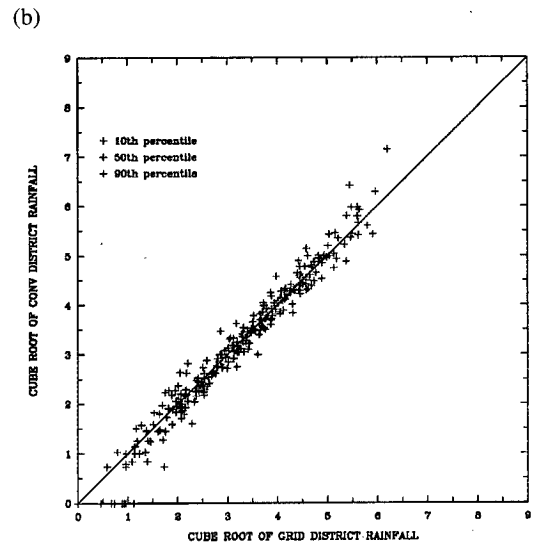 (b)
9
8
7
6
5
4
3
2
1
0
CUBE ROOT OF CONV DISTRICT RAINFALL
+ 10th percentile
+ 50th percentile
+ 90th percentile
0 1 2 3 4 5 6 7 8 9
CUBE ROOT OF GRID DISTRICT RAINFALL